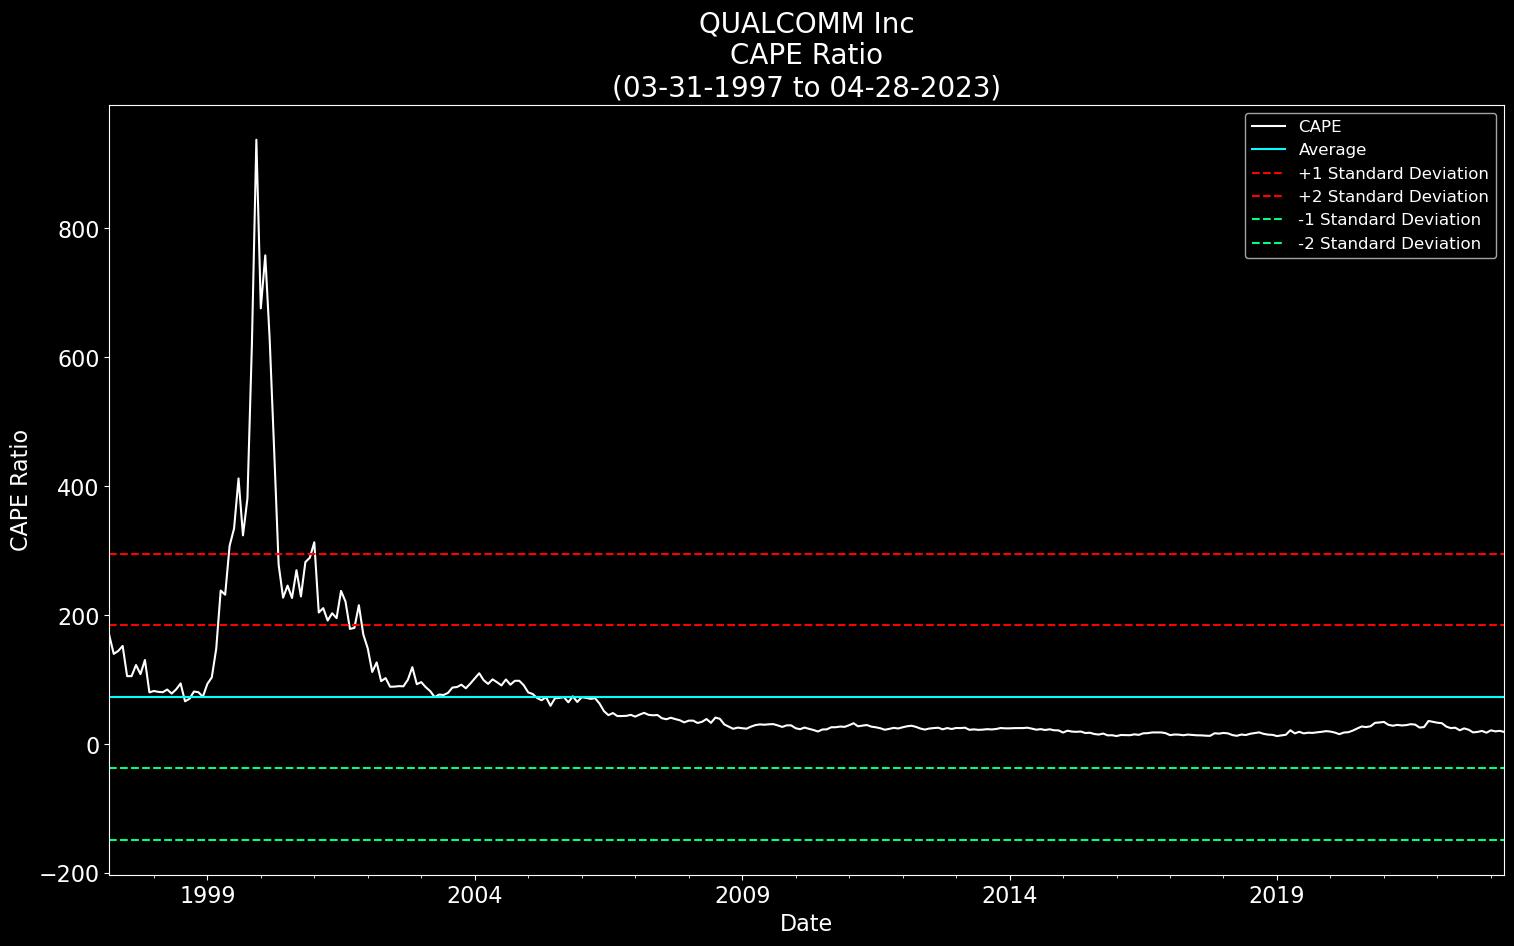 QUALCOMM Inc
CAPE Ratio
(03-31-1997 to 04-28-2023)
CAPE
Average
+1 Standard Deviation
+2 Standard Deviation
-1 Standard Deviation
-2 Standard Deviation
CAPE Ratio
800
600
400
200
0
−200
1999
2004
2009
2014
2019
Date